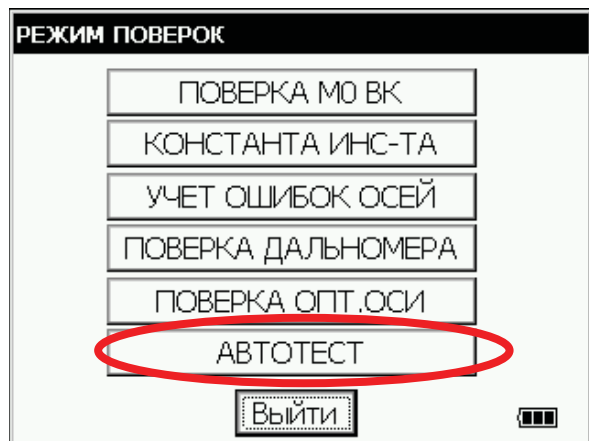 РЕЖИМ ПОВЕРОК
ПОВЕРКА М0 ВК
КОНСТАНТА ИНС-ТА
УЧЕТ ОШИБОК ОСЕЙ
ПОВЕРКА ДАЛЬНОМЕРА
ПОВЕРКА ОПТ.ОСИ
АВТОТЕСТ
Выйти